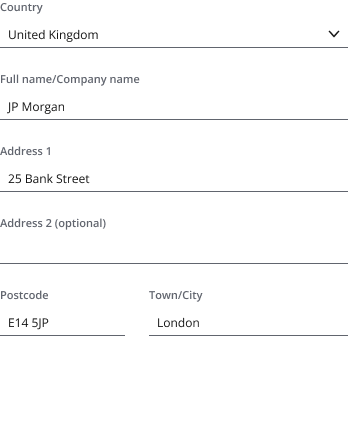 Country
United Kingdom
Full name/Company name
JP Morgan
Address 1
25 Bank Street
Address 2 (optional)
Postcode Town/City
E14 5JP London